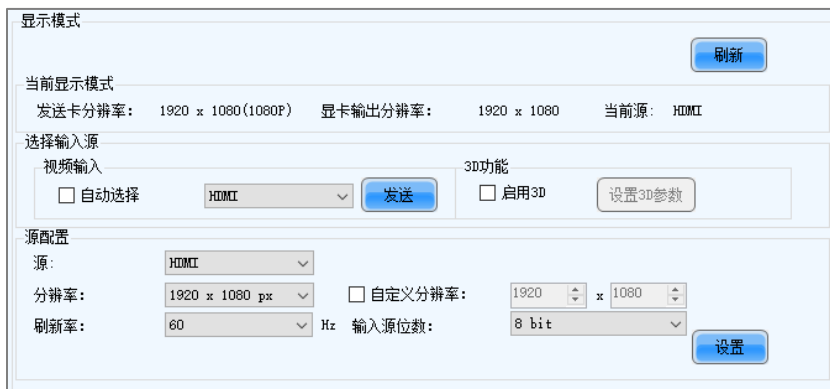 显示模式
刷新
当前显示模式
发送卡分辨率: 1920 x 1080(1080P) 显卡输出分辨率: 1920 x 1080 当前源: HDMI
选择输入源
视频输入 3D功能
自动选择 HDMI 发送 启用3D 设置3D参数
源配置
源: HDMI
分辨率: 1920 x 1080 px 自定义分辨率: 1920 x 1080
刷新率: 60 Hz 输入源位数: 8 bit
设置